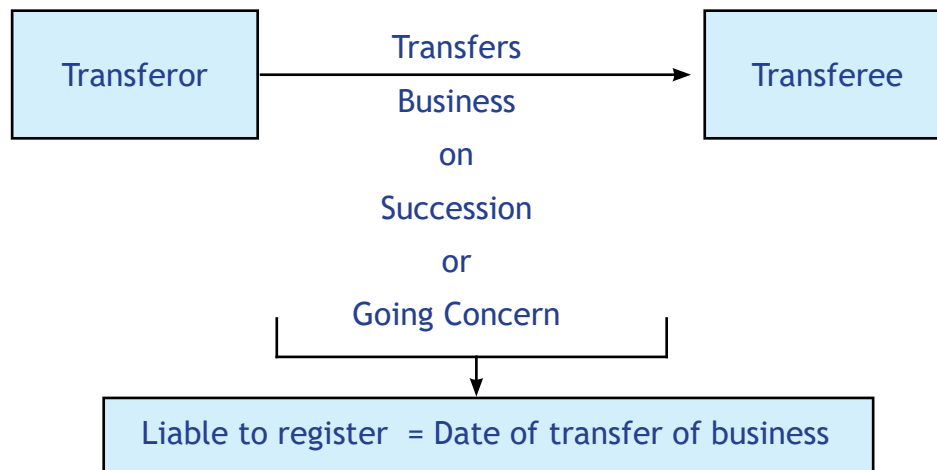 Transferor
Transfers
Transferee
Business
on
Succession
or
Going Concern
Liable to register = Date of transfer of business